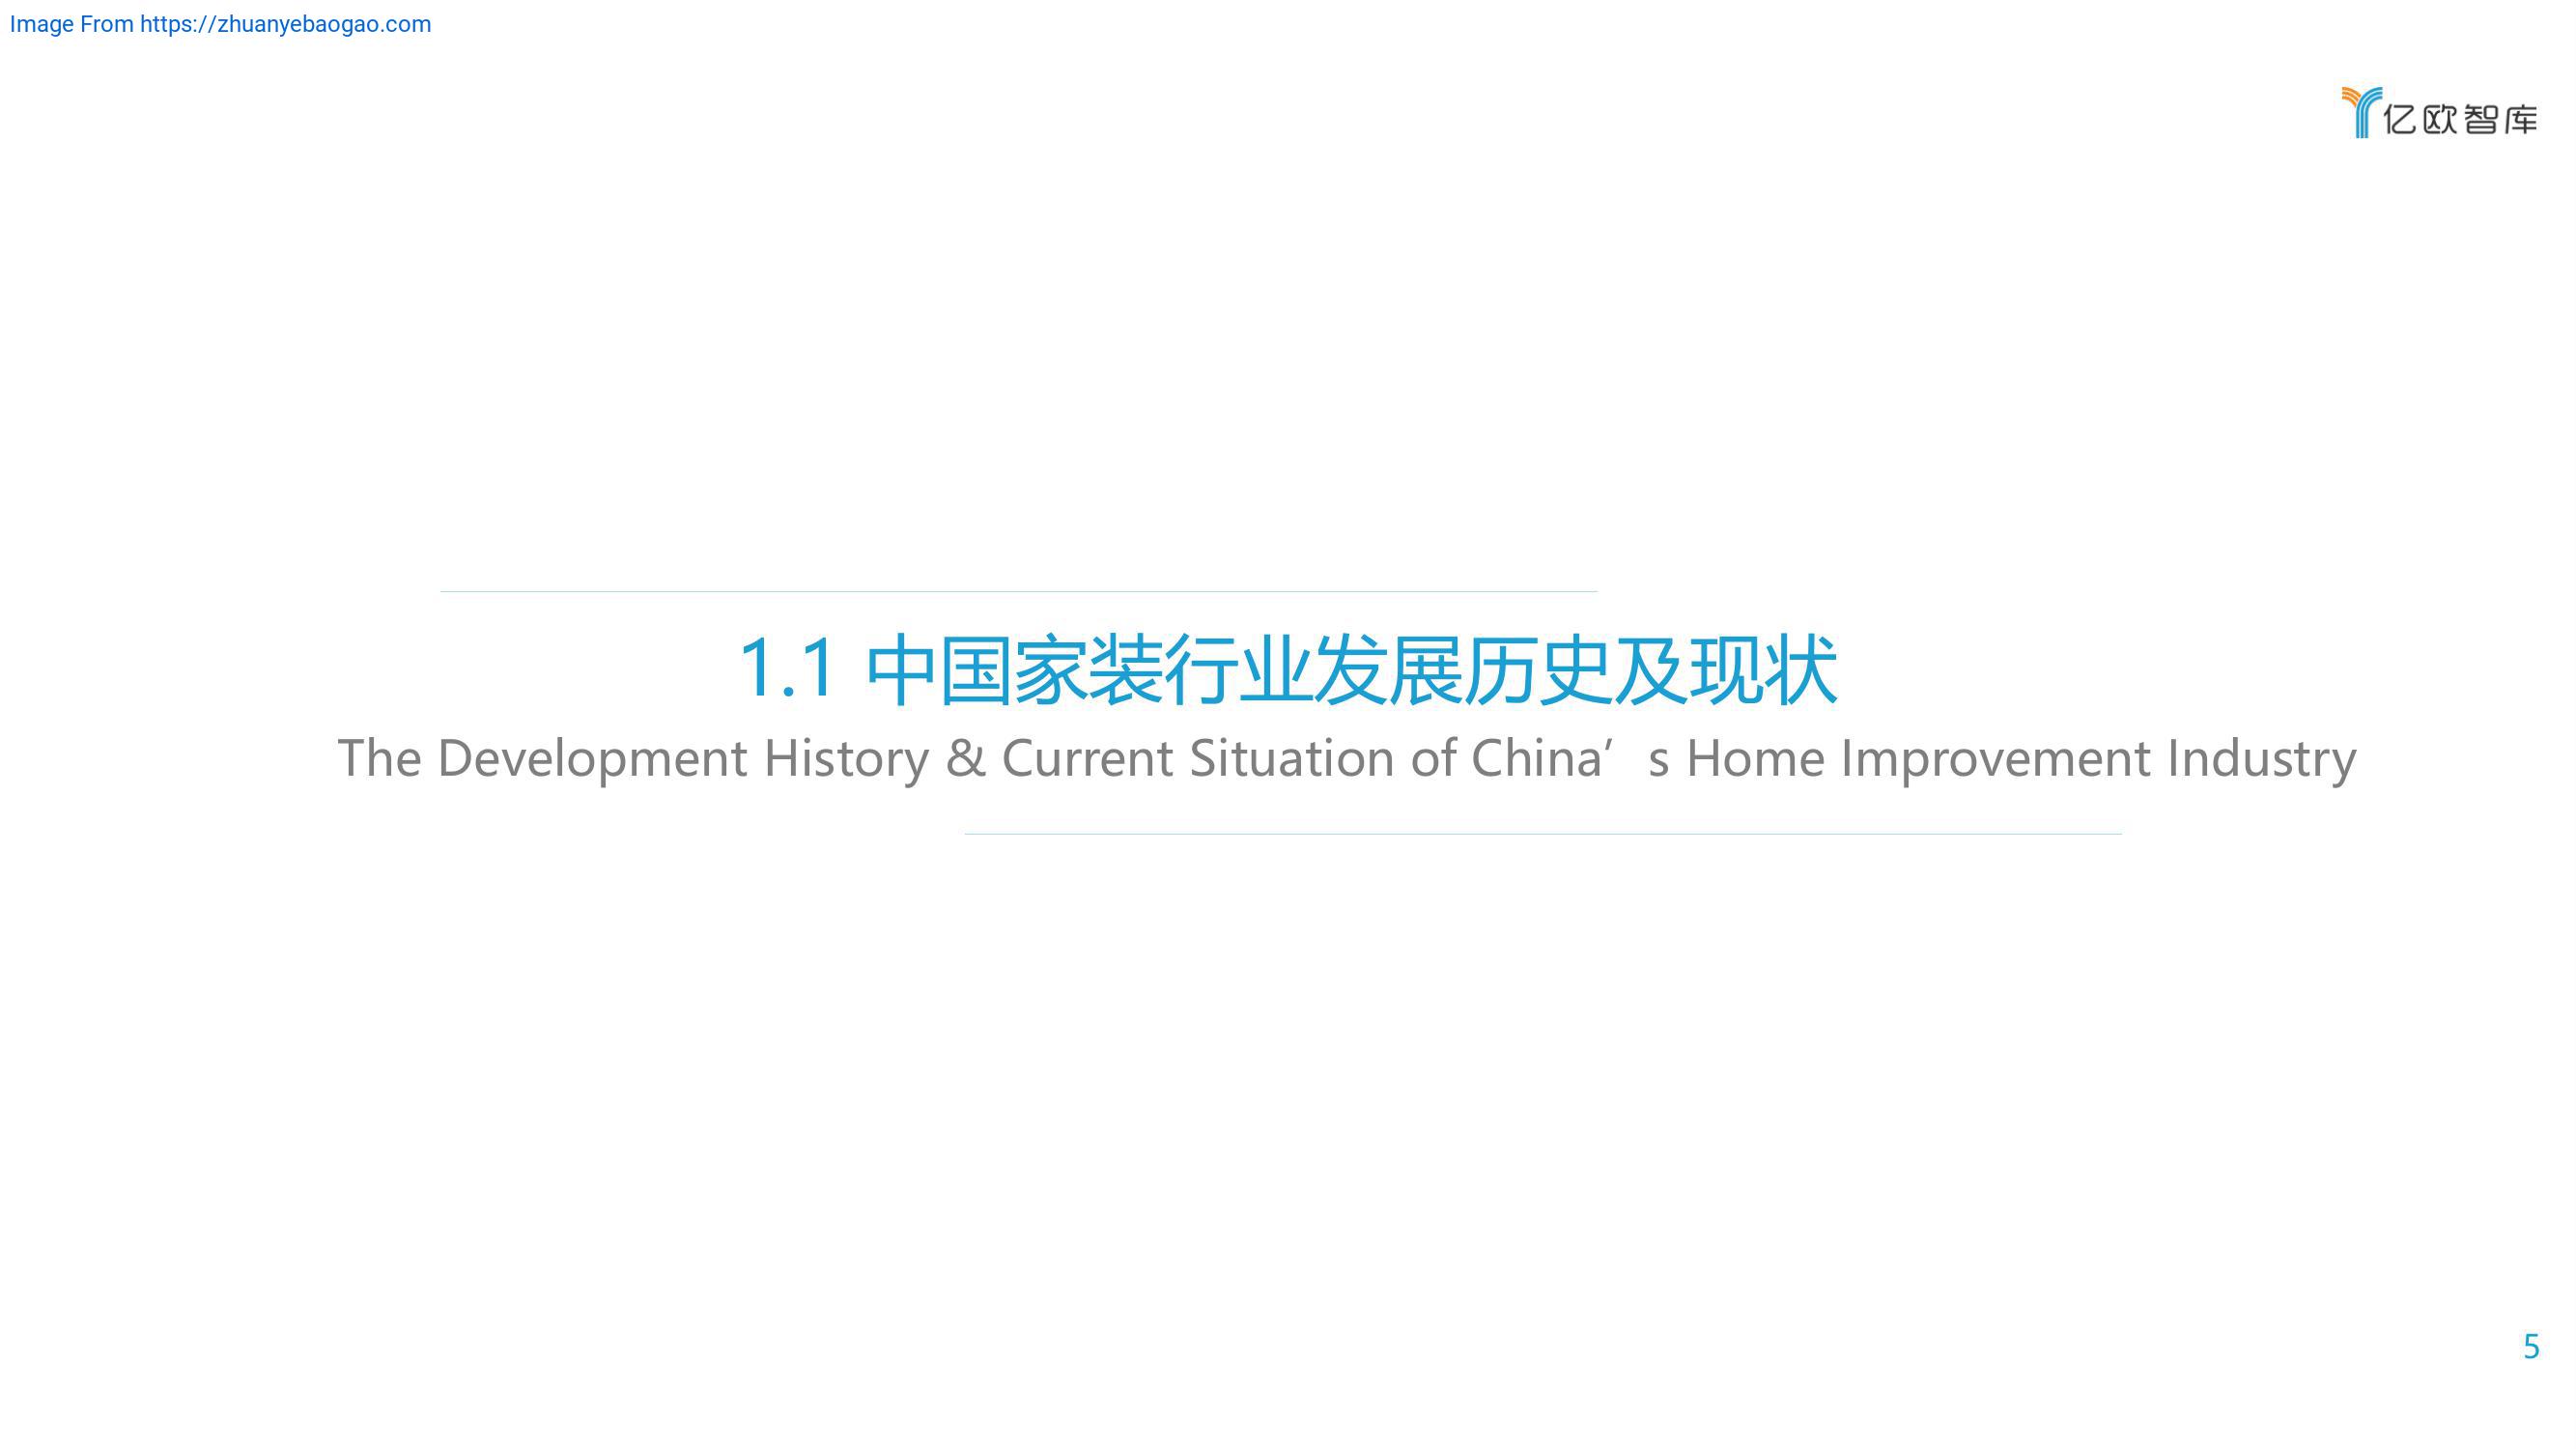 Image From https://zhuanyebaogao.com
亿欧智库
1.1 中国家装行业发展历史及现状
The Development History & Current Situation of China’s Home Improvement Industry
5